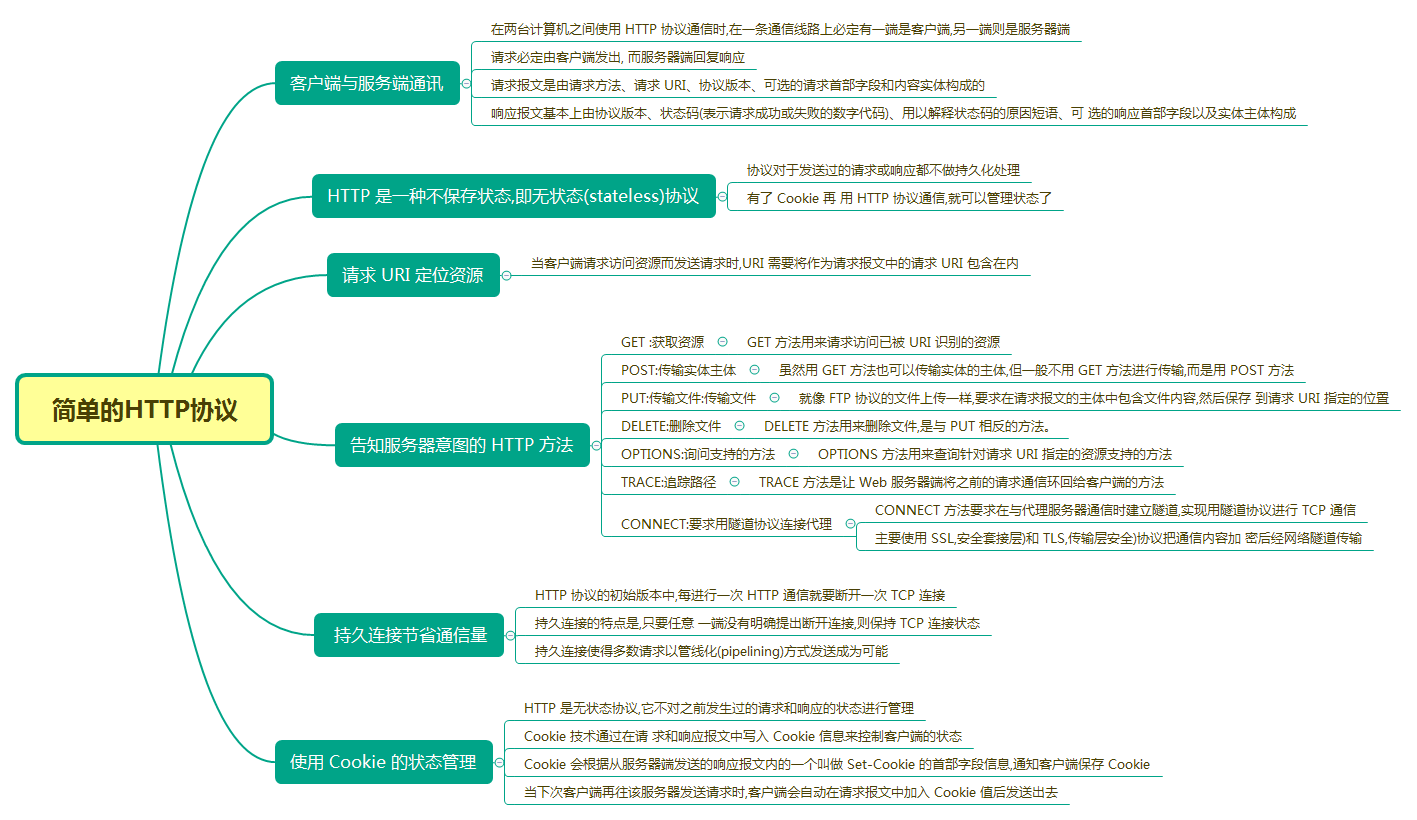 简单的HTTP协议
客户端与服务端通讯
在两台计算机之间使用 HTTP 协议通信时,在一条通信线路上必定有一端是客户端,另一端则是服务器端
请求必定由客户端发出, 而服务器端回复响应
请求报文是由请求方法、请求 URI、协议版本、可选的请求首部字段和内容实体构成的
响应报文基本上由协议版本、状态码(表示请求成功或失败的数字代码)、用以解释状态码的原因短语、可 选的响应首部字段以及实体主体构成
HTTP 是一种不保存状态,即无状态(stateless)协议
协议对于发送过的请求或响应都不做持久化处理
有了 Cookie 再 用 HTTP 协议通信,就可以管理状态了
请求 URI 定位资源
当客户端请求访问资源而发送请求时,URI 需要将作为请求报文中的请求 URI 包含在内
告知服务器意图的 HTTP 方法
GET :获取资源
GET 方法用来请求访问已被 URI 识别的资源
POST:传输实体主体
虽然用 GET 方法也可以传输实体的主体,但一般不用 GET 方法进行传输,而是用 POST 方法
PUT:传输文件:传输文件
就像 FTP 协议的文件上传一样,要求在请求报文的主体中包含文件内容,然后保存 到请求 URI 指定的位置
DELETE:删除文件
DELETE 方法用来删除文件,是与 PUT 相反的方法。
OPTIONS:询问支持的方法
OPTIONS 方法用来查询针对请求 URI 指定的资源支持的方法
TRACE:追踪路径
TRACE 方法是让 Web 服务器端将之前的请求通信环回给客户端的方法
CONNECT:要求用隧道协议连接代理
CONNECT 方法要求在与代理服务器通信时建立隧道,实现用隧道协议进行 TCP 通信
主要使用 SSL,安全套接层)和 TLS,传输层安全)协议把通信内容加 密后经网络隧道传输
持久连接节省通信量
HTTP 协议的初始版本中,每进行一次 HTTP 通信就要断开一次 TCP 连接
持久连接的特点是,只要任意 一端没有明确提出断开连接,则保持 TCP 连接状态
持久连接使得多数请求以管线化(pipelining)方式发送成为可能
使用 Cookie 的状态管理
HTTP 是无状态协议,它不对之前发生过的请求和响应的状态进行管理
Cookie 技术通过在请 求和响应报文中写入 Cookie 信息来控制客户端的状态
Cookie 会根据从服务器端发送的响应报文内的一个叫做 Set-Cookie 的首部字段信息,通知客户端保存 Cookie
当下次客户端再往该服务器发送请求时,客户端会自动在请求报文中加入 Cookie 值后发送出去